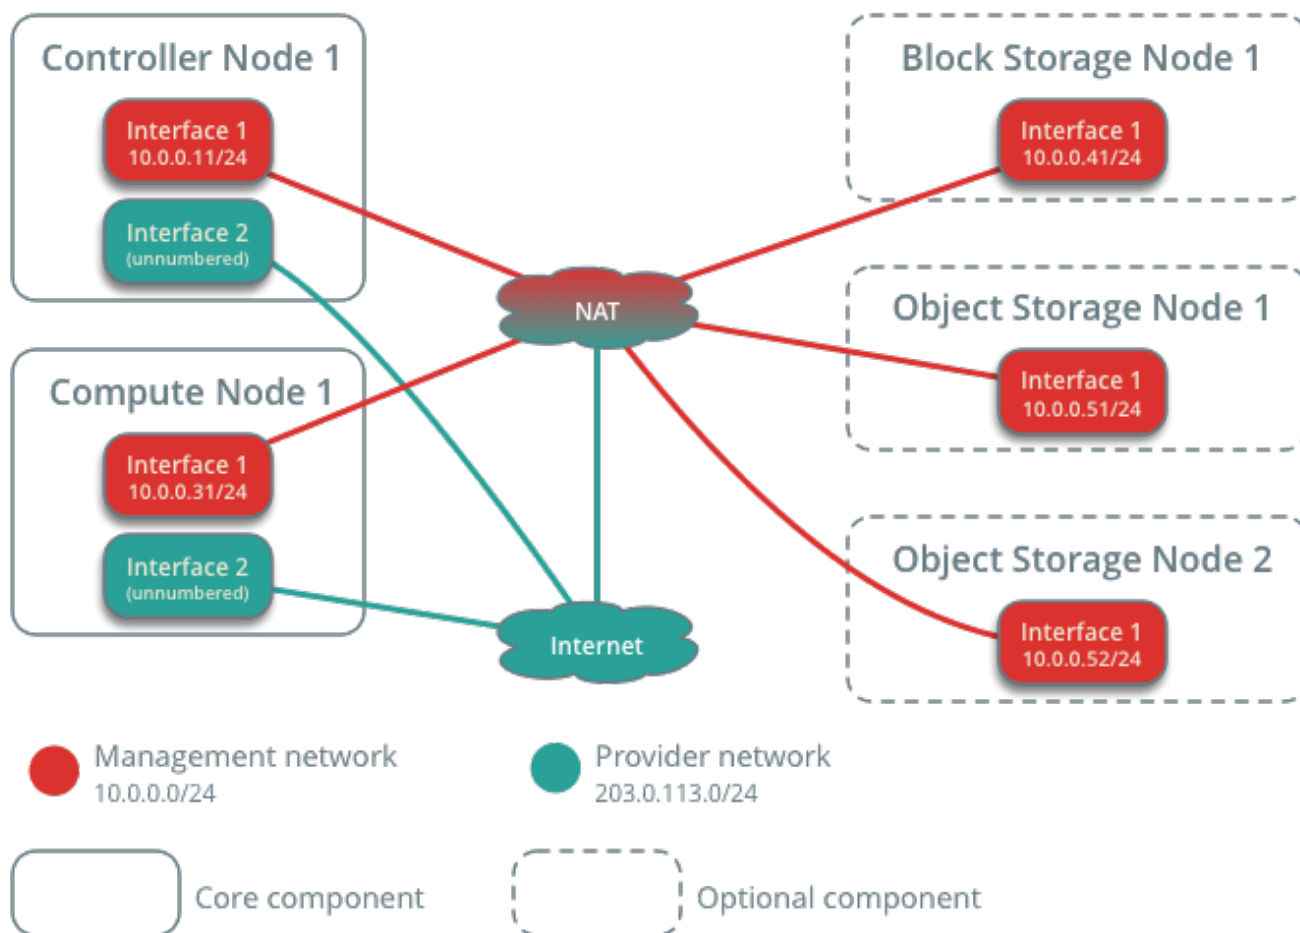 Controller Node 1
Interface 1
10.0.0.11/24
Interface 2
(unnumbered)
Compute Node 1
Interface 1
10.0.0.31/24
Interface 2
(unnumbered)
NAT
Internet
Block Storage Node 1
Interface 1
10.0.0.41/24
Object Storage Node 1
Interface 1
10.0.0.51/24
Object Storage Node 2
Interface 1
10.0.0.52/24
Management network
10.0.0.0/24
Provider network
203.0.113.0/24
Core component
Optional component